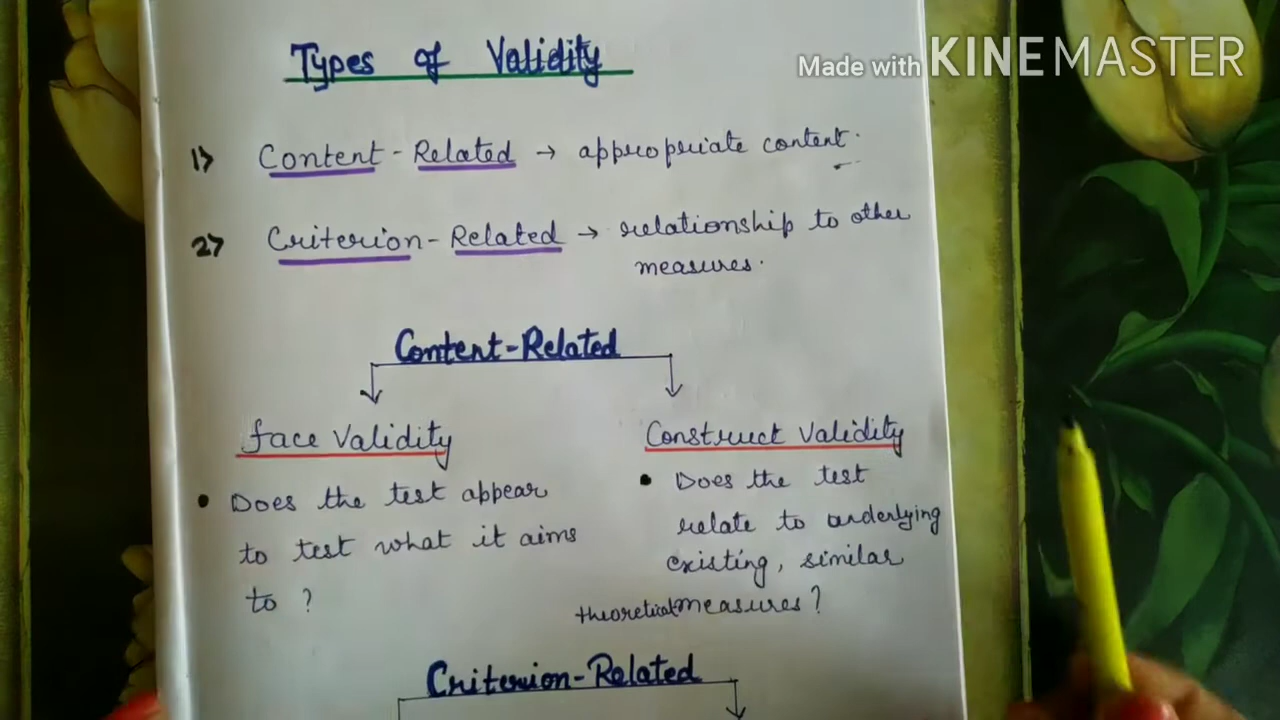 Types of Validity
Made with KINEMASTER
1) Content-Related → appropriate content.
2) Criterion-Related → relationship to other
measures.
Content-Related
face Validity
Construct Validity
• Does the test appear
to test what it aims
to ?
• Does the test
relate to underlying
existing, similar
theoretical measures?
Criterion-Related